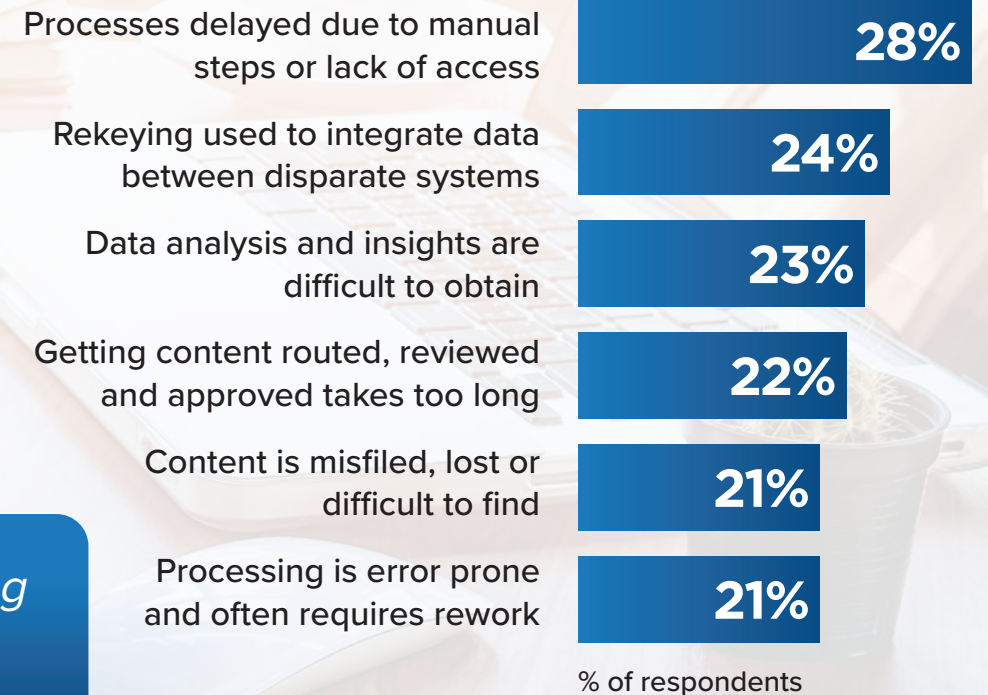 Processes delayed due to manual
steps or lack of access
28%
Rekeying used to integrate data
between disparate systems
24%
Data analysis and insights are
difficult to obtain
23%
Getting content routed, reviewed
and approved takes too long
22%
Content is misfiled, lost or
difficult to find
21%
Processing is error prone
and often requires rework
21%
% of respondents